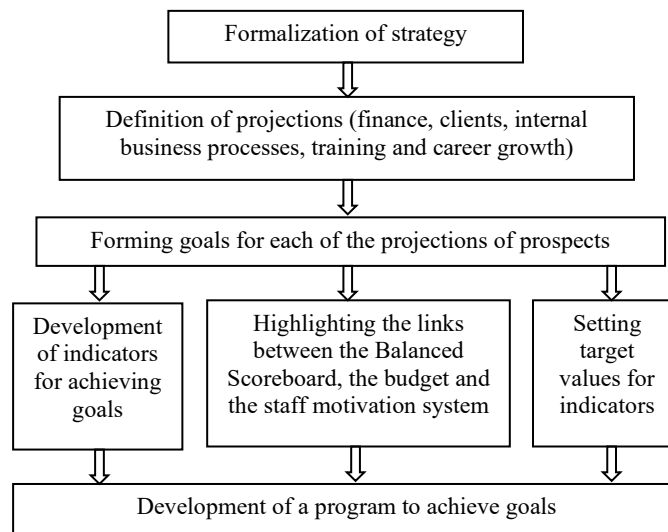 Formalization of strategy
Definition of projections (finance, clients, internal
business processes, training and career growth)
Forming goals for each of the projections of prospects
Development
of indicators
for achieving
goals
Highlighting the links
between the Balanced
Scoreboard, the budget and
the staff motivation system
Setting
target
values for
indicators
Development of a program to achieve goals